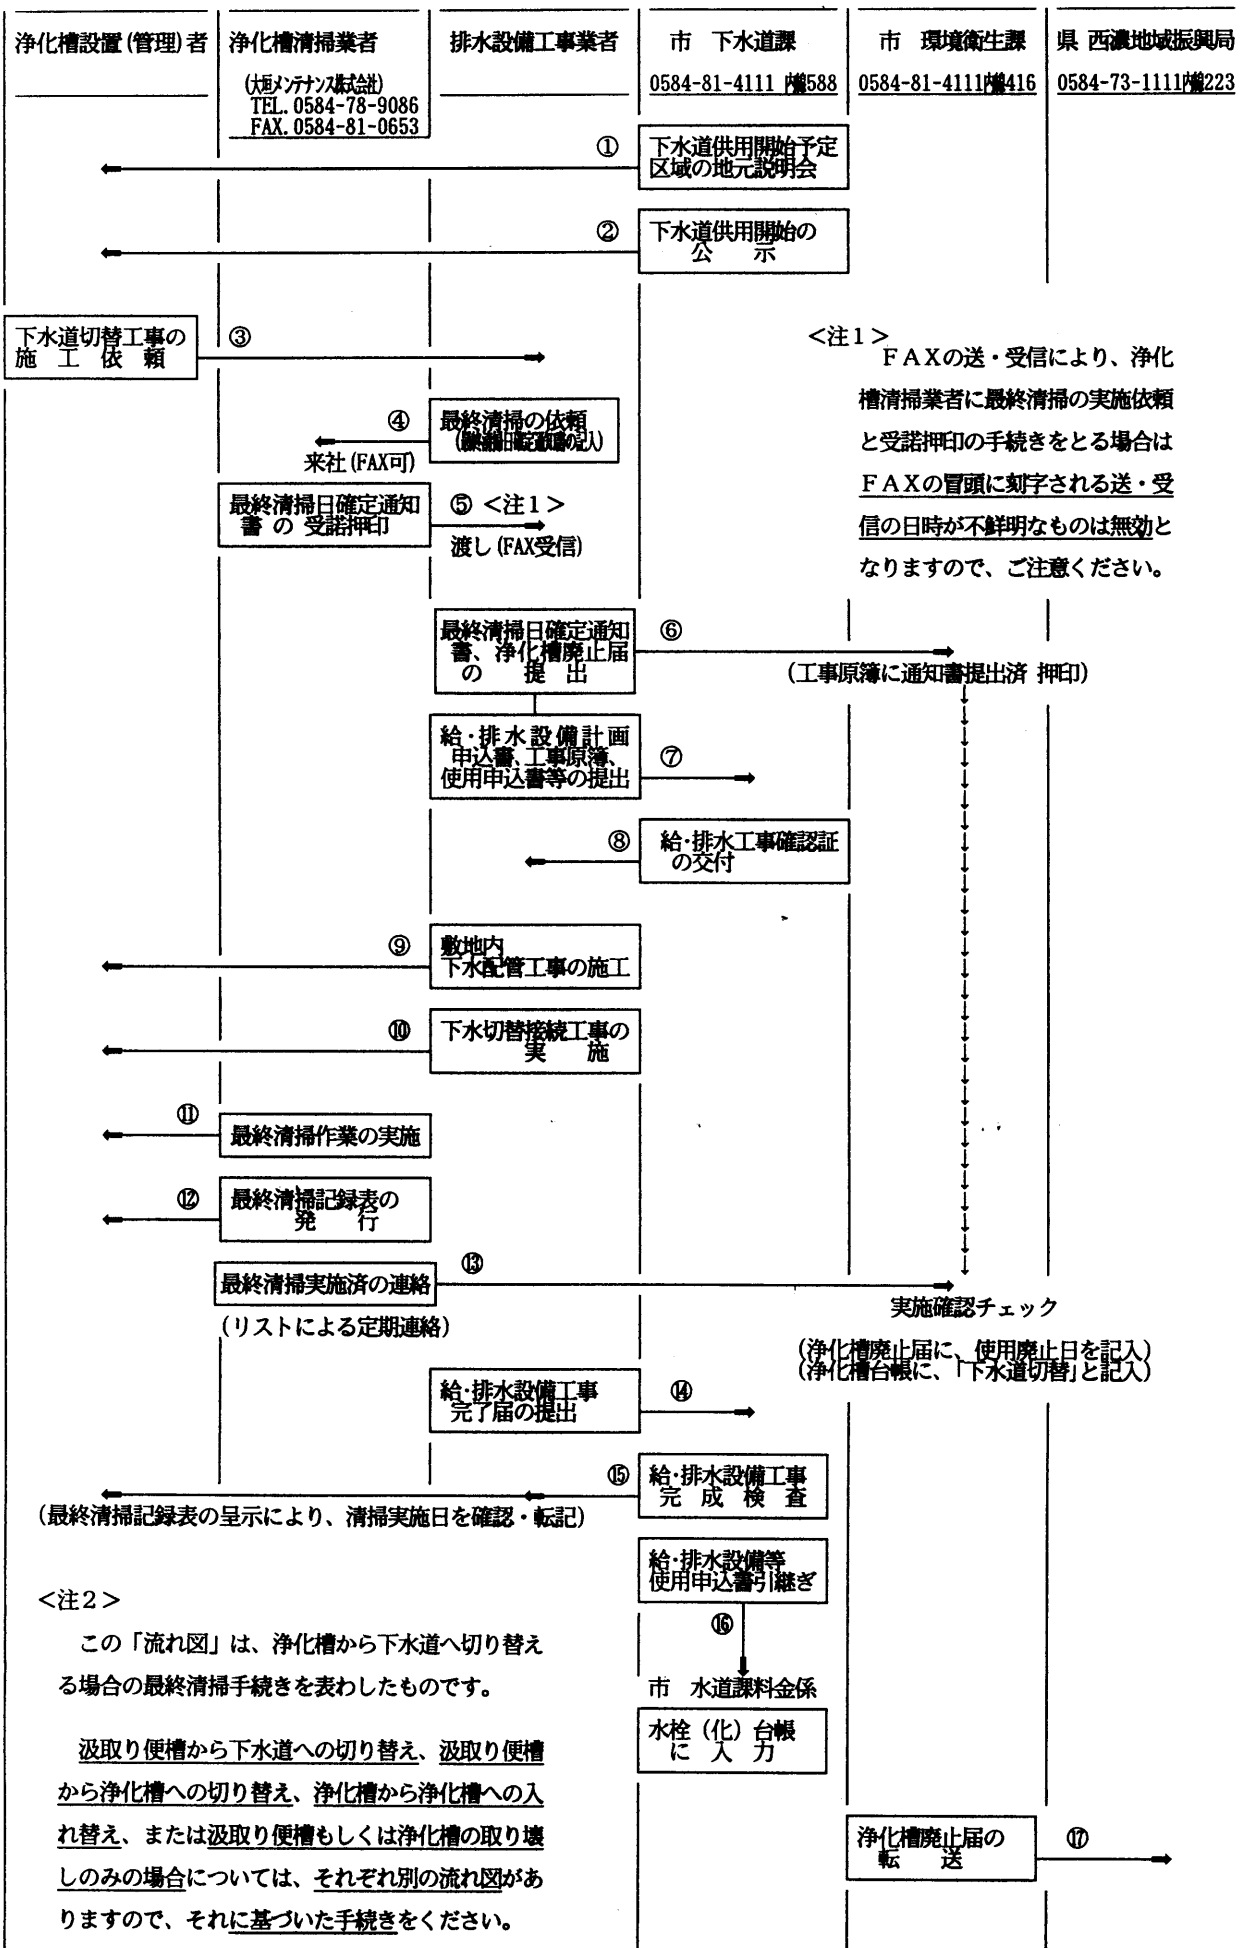 浄化槽設置(管理)者
浄化槽清掃業者
排水設備工事業者
市 下水道課
市 環境衛生課
県 西濃地域振興局
(大垣メンテナンス株式会社)
TEL. 0584-78-9086
FAX. 0584-81-0653
0584-81-4111 内線588
0584-81-4111内線416
0584-73-1111内線223
①
下水道供用開始予定
区域の地元説明会
②
下水道供用開始の
公 示
下水道切替工事の
施 工 依 頼
③
<注1>
FAXの送・受信により、浄化
槽清掃業者に最終清掃の実施依頼
と受諾押印の手続きをとる場合は
FAXの冒頭に刻字される送・受
信の日時が不鮮明なものは無効と
なりますので、ご注意ください。
④
最終清掃の依頼
来社(FAX可)
最終清掃日確定通知
書 の 受諾押印
⑤ <注1>
渡し(FAX受信)
最終清掃日確定通知
書、浄化槽廃止届
の 提 出
⑥
(工事原簿に通知書提出済 押印)
給・排水設備計画
申込書、工事原簿、
使用申込書等の提出
⑦
⑧
給・排水工事確認証
の交付
⑨
敷地内
下水配管工事の施工
⑩
下水切替接続工事の
実 施
⑪
最終清掃作業の実施
⑫
最終清掃記録表の
発 行
最終清掃実施済の連絡
⑬
(リストによる定期連絡)
実施確認チェック
(浄化槽廃止届に、使用廃止日を記入)
(浄化槽台帳に、「下水道切替」と記入)
給・排水設備工事
完了届の提出
⑭
⑮
給・排水設備工事
完 成 検 査
(最終清掃記録表の呈示により、清掃実施日を確認・転記)
給・排水設備等
使用申込書引継ぎ
⑯
市 水道課料金係
水栓(化)台帳
に 入 力
<注2>
この「流れ図」は、浄化槽から下水道へ切り替え
る場合の最終清掃手続きを表わしたものです。
汲取り便槽から下水道への切り替え、汲取り便槽
から浄化槽への切り替え、浄化槽から浄化槽への入
れ替え、または汲取り便槽もしくは浄化槽の取り壊
しのみの場合については、それぞれ別の流れ図があ
りますので、それに基づいた手続きをください。
浄化槽廃止届の
転 送
⑰